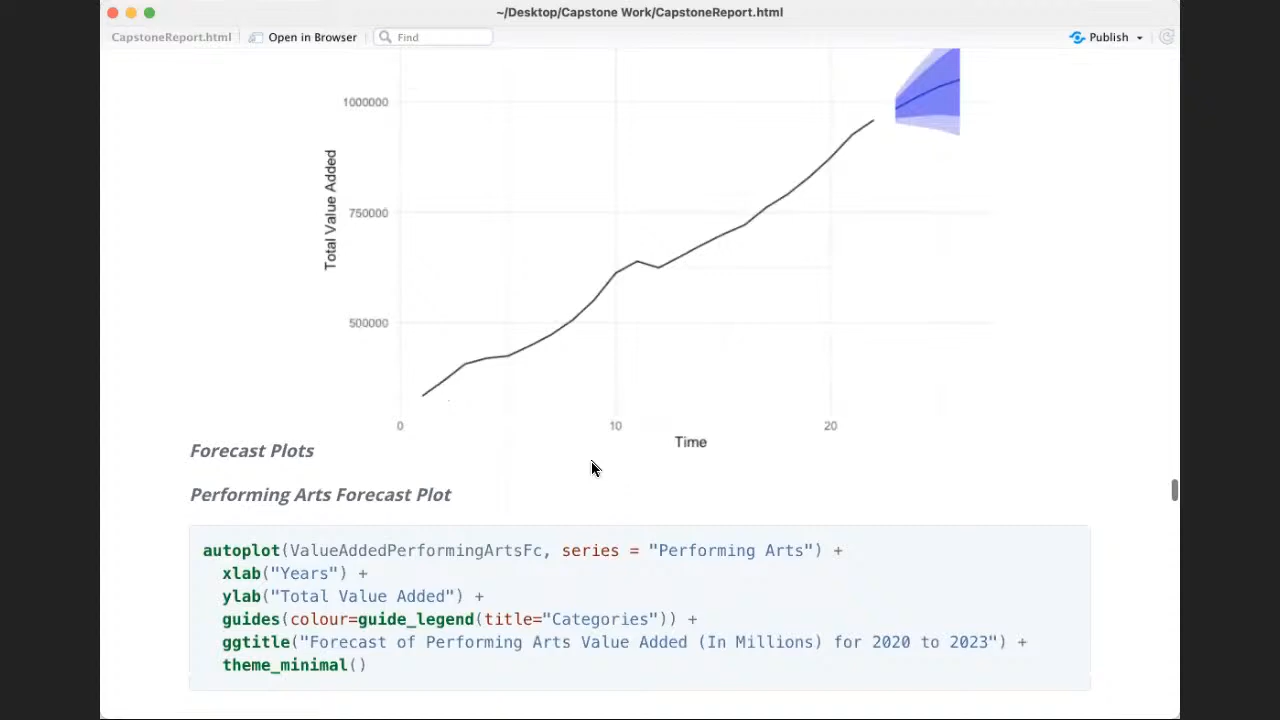 ~/Desktop/Capstone Work/CapstoneReport.html
CapstoneReport.html Open in Browser Find Publish
1000000
750000
500000
Total Value Added
0 10 20
Time
Forecast Plots
Performing Arts Forecast Plot
autoplot(ValueAddedPerformingArtsFc, series = "Performing Arts") +
xlab("Years") +
ylab("Total Value Added") +
guides(colour=guide_legend(title="Categories")) +
ggtitle("Forecast of Performing Arts Value Added (In Millions) for 2020 to 2023") +
theme_minimal()